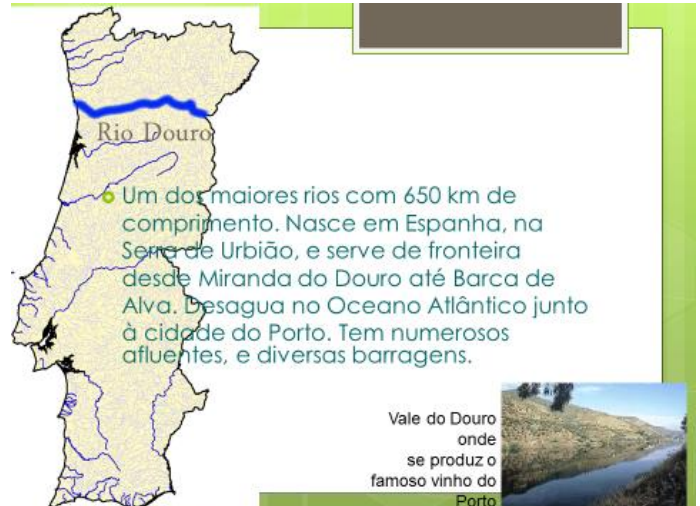 Rio Douro
Um dos maiores rios com 650 km de
comprimento. Nasce em Espanha, na
Serra de Urbião, e serve de fronteira
desde Miranda do Douro até Barca de
Alva. Desagua no Oceano Atlântico junto
à cidade do Porto. Tem numerosos
afluentes, e diversas barragens.
Vale do Douro
onde
se produz o
famoso vinho do
Porto